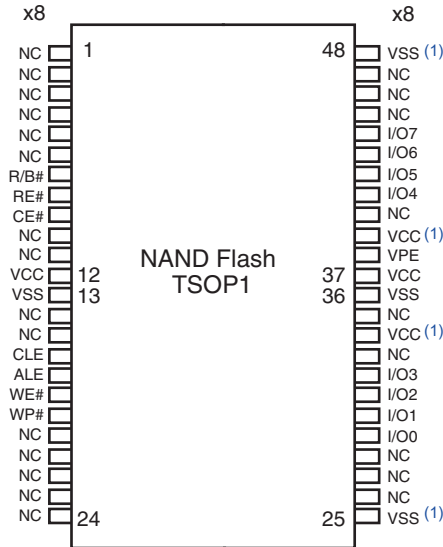 x8 x8
NC 1 48 VSS (1)
NC NC
NC NC
NC NC
NC I/O7
NC I/O6
R/B# I/O5
RE# I/O4
CE# NC
NC VCC (1)
NC VPE
VCC 12 NAND Flash 37 VCC
VSS 13 TSOP1 36 VSS
NC NC
NC VCC (1)
CLE NC
ALE I/O3
WE# I/O2
WP# I/O1
NC I/O0
NC NC
NC NC
NC NC
NC 24 25 VSS (1)